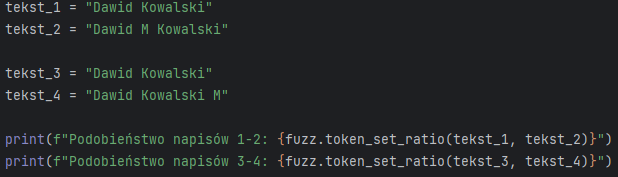 tekst_1 = "Dawid Kowalski"
tekst_2 = "Dawid M Kowalski"
tekst_3 = "Dawid Kowalski"
tekst_4 = "Dawid Kowalski M"
print(f"Podobieństwo napisów 1-2: {fuzz.token_set_ratio(tekst_1, tekst_2)}")
print(f"Podobieństwo napisów 3-4: {fuzz.token_set_ratio(tekst_3, tekst_4)}")